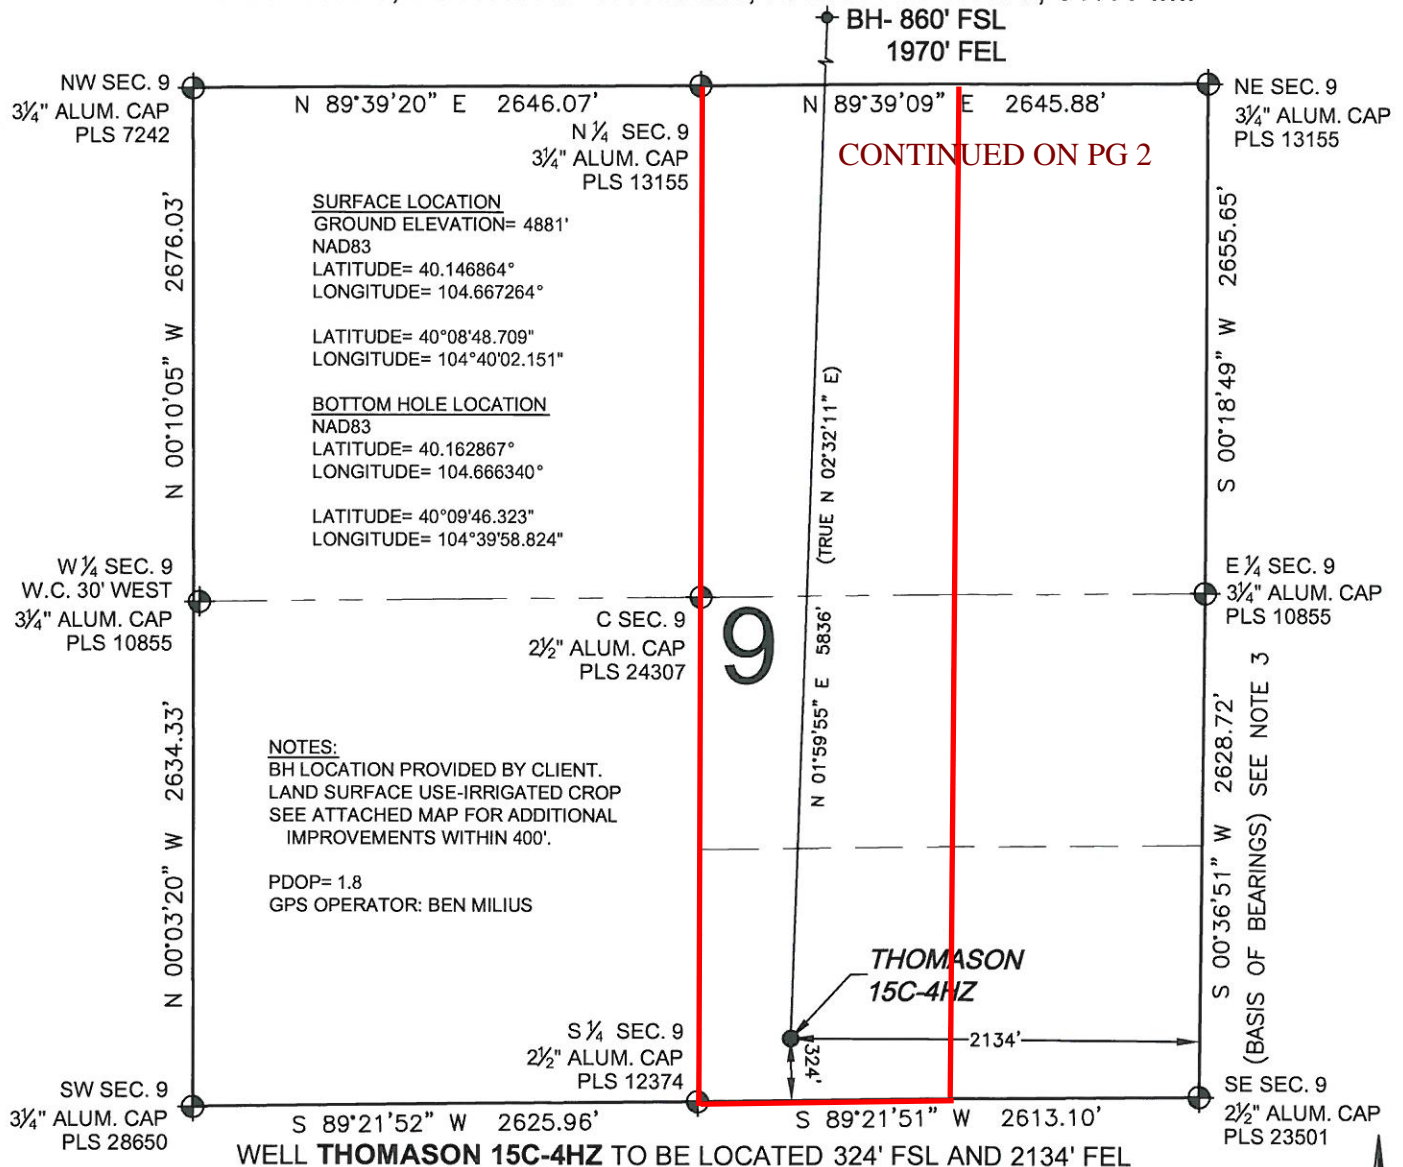 BH- 860' FSL
1970' FEL
NW SEC. 9
3¼" ALUM. CAP
PLS 7242
N 89°39'20" E 2646.07'
N ¼ SEC. 9
3¼" ALUM. CAP
PLS 13155
N 89°39'09" E 2645.88'
NE SEC. 9
3¼" ALUM. CAP
PLS 13155
CONTINUED ON PG 2
N 00°10'05" W 2676.03'
SURFACE LOCATION
GROUND ELEVATION= 4881'
NAD83
LATITUDE= 40.146864°
LONGITUDE= 104.667264°
LATITUDE= 40°08'48.709"
LONGITUDE= 104°40'02.151"
BOTTOM HOLE LOCATION
NAD83
LATITUDE= 40.162867°
LONGITUDE= 104.666340°
LATITUDE= 40°09'46.323"
LONGITUDE= 104°39'58.824"
N 01°59'55" E 5836' (TRUE N 02°32'11" E)
S 00°18'49" W 2655.65'
W ¼ SEC. 9
W.C. 30' WEST
3¼" ALUM. CAP
PLS 10855
C SEC. 9
2½" ALUM. CAP
PLS 24307
9
E ¼ SEC. 9
3¼" ALUM. CAP
PLS 10855
N 00°03'20" W 2634.33'
NOTES:
BH LOCATION PROVIDED BY CLIENT.
LAND SURFACE USE-IRRIGATED CROP
SEE ATTACHED MAP FOR ADDITIONAL
IMPROVEMENTS WITHIN 400'.
PDOP= 1.8
GPS OPERATOR: BEN MILIUS
S 00°36'51" W 2628.72'
(BASIS OF BEARINGS) SEE NOTE 3
THOMASON
15C-4HZ
2134'
324'
S ¼ SEC. 9
2½" ALUM. CAP
PLS 12374
SW SEC. 9
3¼" ALUM. CAP
PLS 28650
S 89°21'52" W 2625.96'
S 89°21'51" W 2613.10'
SE SEC. 9
2½" ALUM. CAP
PLS 23501
WELL THOMASON 15C-4HZ TO BE LOCATED 324' FSL AND 2134' FEL